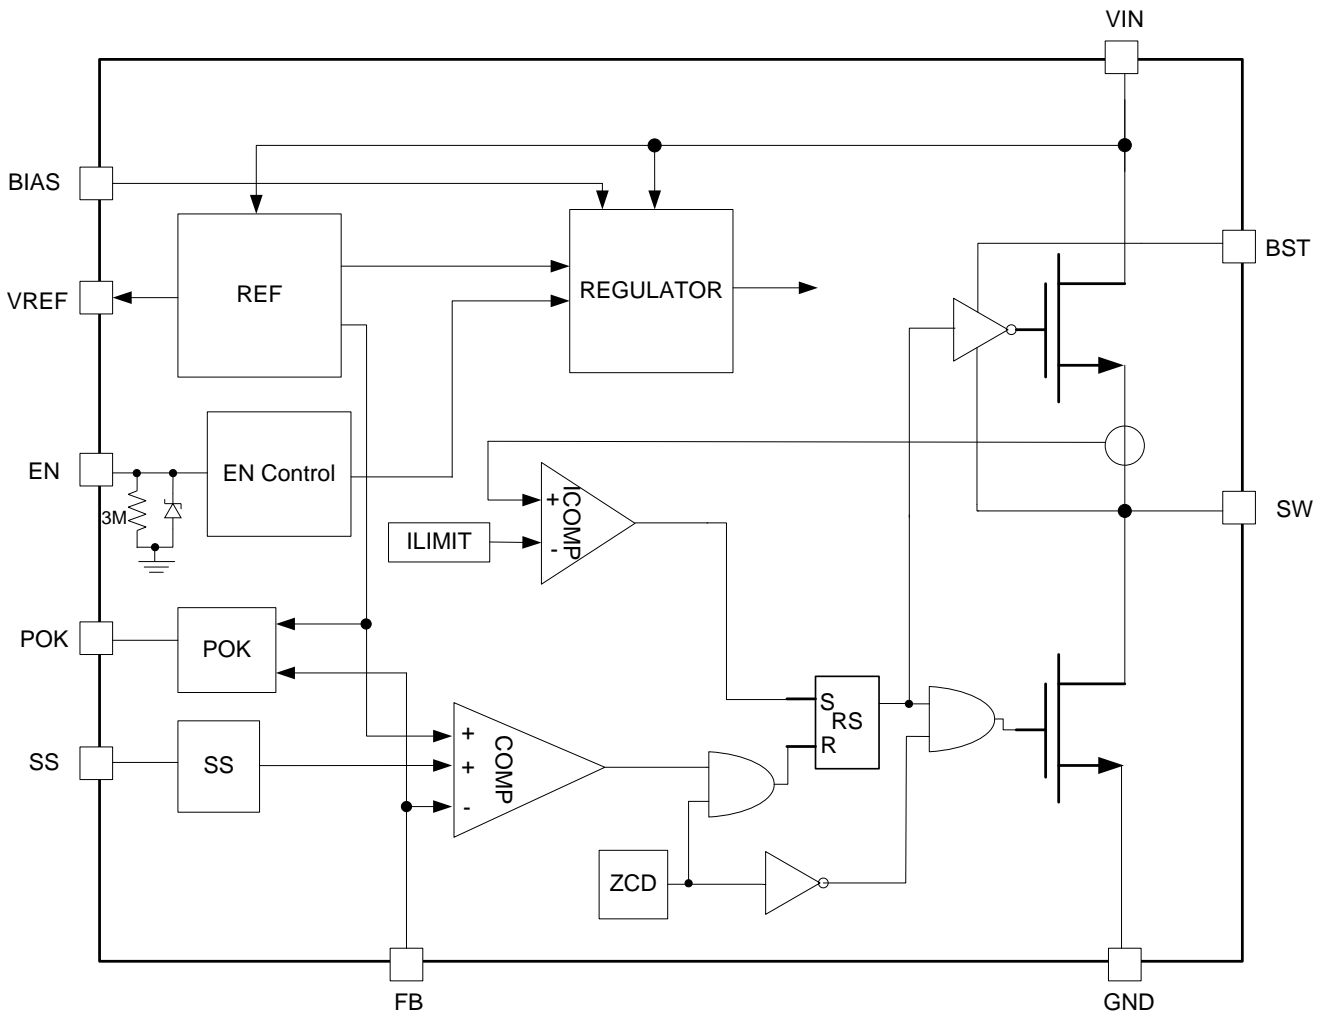 VIN
BIAS
BST
REF
REGULATOR
VREF
EN
EN Control
3M
+
ICOMP
-
ILIMIT
SW
POK
POK
S
RS
R
SS
SS
+
+
-
COMP
ZCD
FB
GND